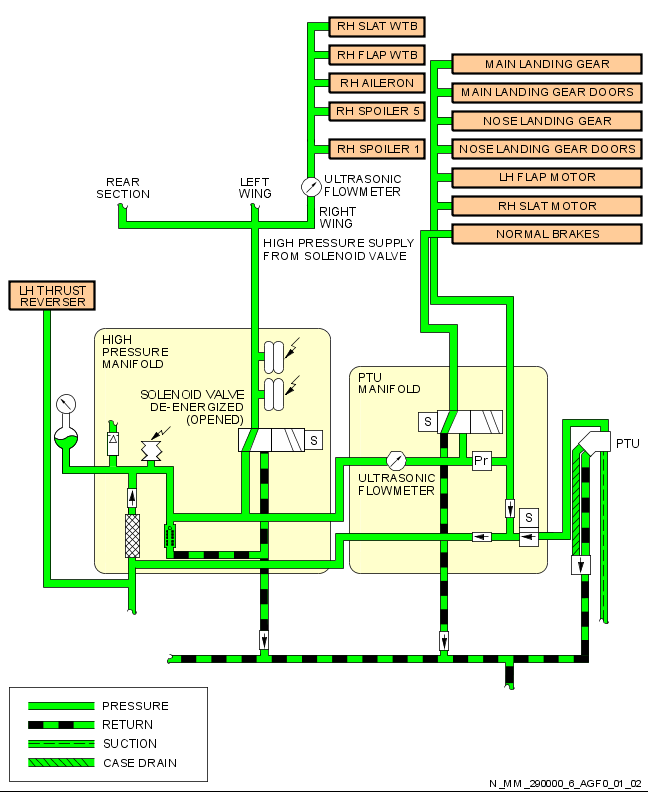 RH SLAT WTB
RH FLAP WTB
RH AILERON
RH SPOILER 5
RH SPOILER 1
MAIN LANDING GEAR
MAIN LANDING GEAR DOORS
NOSE LANDING GEAR
NOSE LANDING GEAR DOORS
LH FLAP MOTOR
RH SLAT MOTOR
NORMAL BRAKES
REAR
SECTION
LEFT
WING
ULTRASONIC
FLOWMETER
RIGHT
WING
HIGH PRESSURE SUPPLY
FROM SOLENOID VALVE
LH THRUST
REVERSER
HIGH
PRESSURE
MANIFOLD
SOLENOID VALVE
DE-ENERGIZED
(OPENED)
S
PTU
MANIFOLD
S
Pr
ULTRASONIC
FLOWMETER
S
PTU
PRESSURE
RETURN
SUCTION
CASE DRAIN
N_MM_290000_6_AGF0_01_02